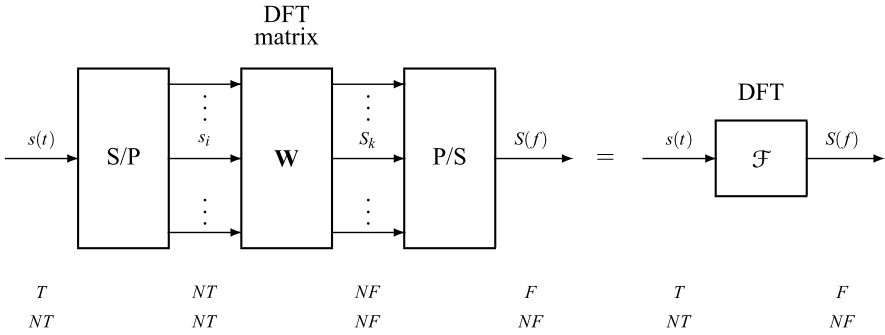 DFT
matrix
DFT
s(t)
S/P
s_i
W
S_k
P/S
S(f)
=
s(t)
ℱ
S(f)
T NT NF F T F
NT NT NF NF NT NF